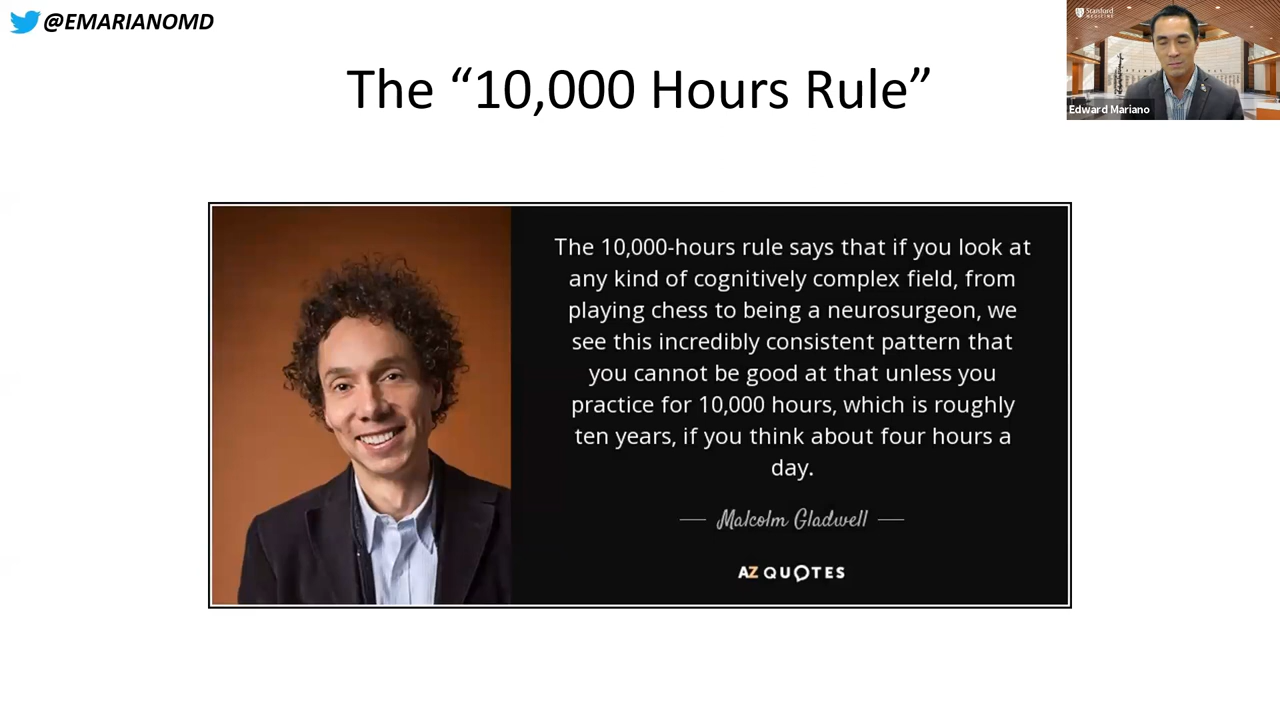 @EMARIANOMD
Stanford
MEDICINE
Edward Mariano
The “10,000 Hours Rule”
The 10,000-hours rule says that if you look at
any kind of cognitively complex field, from
playing chess to being a neurosurgeon, we
see this incredibly consistent pattern that
you cannot be good at that unless you
practice for 10,000 hours, which is roughly
ten years, if you think about four hours a
day.
Malcolm Gladwell
AZ QUOTES